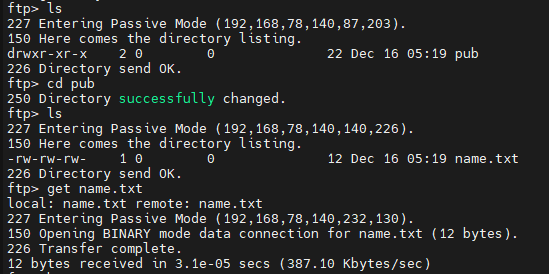 ftp> ls
227 Entering Passive Mode (192,168,78,140,87,203).
150 Here comes the directory listing.
drwxr-xr-x    2 0        0              22 Dec 16 05:19 pub
226 Directory send OK.
ftp> cd pub
250 Directory successfully changed.
ftp> ls
227 Entering Passive Mode (192,168,78,140,140,226).
150 Here comes the directory listing.
-rw-rw-rw-    1 0        0              12 Dec 16 05:19 name.txt
226 Directory send OK.
ftp> get name.txt
local: name.txt remote: name.txt
227 Entering Passive Mode (192,168,78,140,232,130).
150 Opening BINARY mode data connection for name.txt (12 bytes).
226 Transfer complete.
12 bytes received in 3.1e-05 secs (387.10 Kbytes/sec)